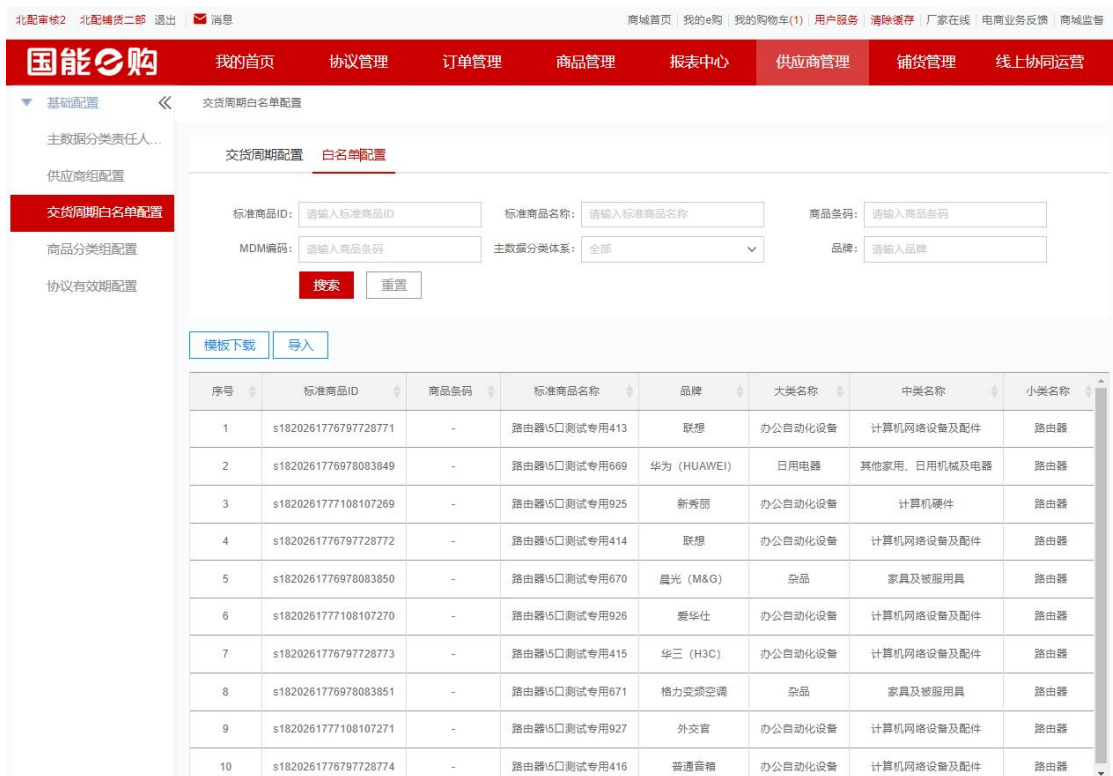 北配审核2 北配铺货二部 退出 消息 商城首页 我的e购 我的购物车(1) 用户服务 清除缓存 厂家在线 电商业务反馈 商城监督
国能e购 我的首页 协议管理 订单管理 商品管理 报表中心 供应商管理 铺货管理 线上协同运营
基础配置
主数据分类责任人...
供应商组配置
交货周期白名单配置
商品分类组配置
协议有效期配置
交货周期白名单配置
交货周期配置 白名单配置
标准商品ID: 请输入标准商品ID 标准商品名称: 请输入标准商品名称 商品条码: 请输入商品条码
MDM编码: 请输入商品条码 主数据分类体系: 全部 品牌: 请输入品牌
搜索 重置
模板下载 导入
序号 标准商品ID 商品条码 标准商品名称 品牌 大类名称 中类名称 小类名称
1 s1820261776797728771 - 路由器\5口测试专用413 联想 办公自动化设备 计算机网络设备及配件 路由器
2 s1820261776978083849 - 路由器\5口测试专用669 华为（HUAWEI） 日用电器 其他家用、日用机械及电器 路由器
3 s1820261777108107269 - 路由器\5口测试专用925 新秀丽 办公自动化设备 计算机硬件 路由器
4 s1820261776797728772 - 路由器\5口测试专用414 联想 办公自动化设备 计算机网络设备及配件 路由器
5 s1820261776978083850 - 路由器\5口测试专用670 晨光（M&G） 杂品 家具及被服用具 路由器
6 s1820261777108107270 - 路由器\5口测试专用926 爱华仕 办公自动化设备 计算机网络设备及配件 路由器
7 s1820261776797728773 - 路由器\5口测试专用415 华三（H3C） 办公自动化设备 计算机网络设备及配件 路由器
8 s1820261776978083851 - 路由器\5口测试专用671 格力变频空调 杂品 家具及被服用具 路由器
9 s1820261777108107271 - 路由器\5口测试专用927 外交官 办公自动化设备 计算机网络设备及配件 路由器
10 s1820261776797728774 - 路由器\5口测试专用416 普通音箱 办公自动化设备 计算机网络设备及配件 路由器